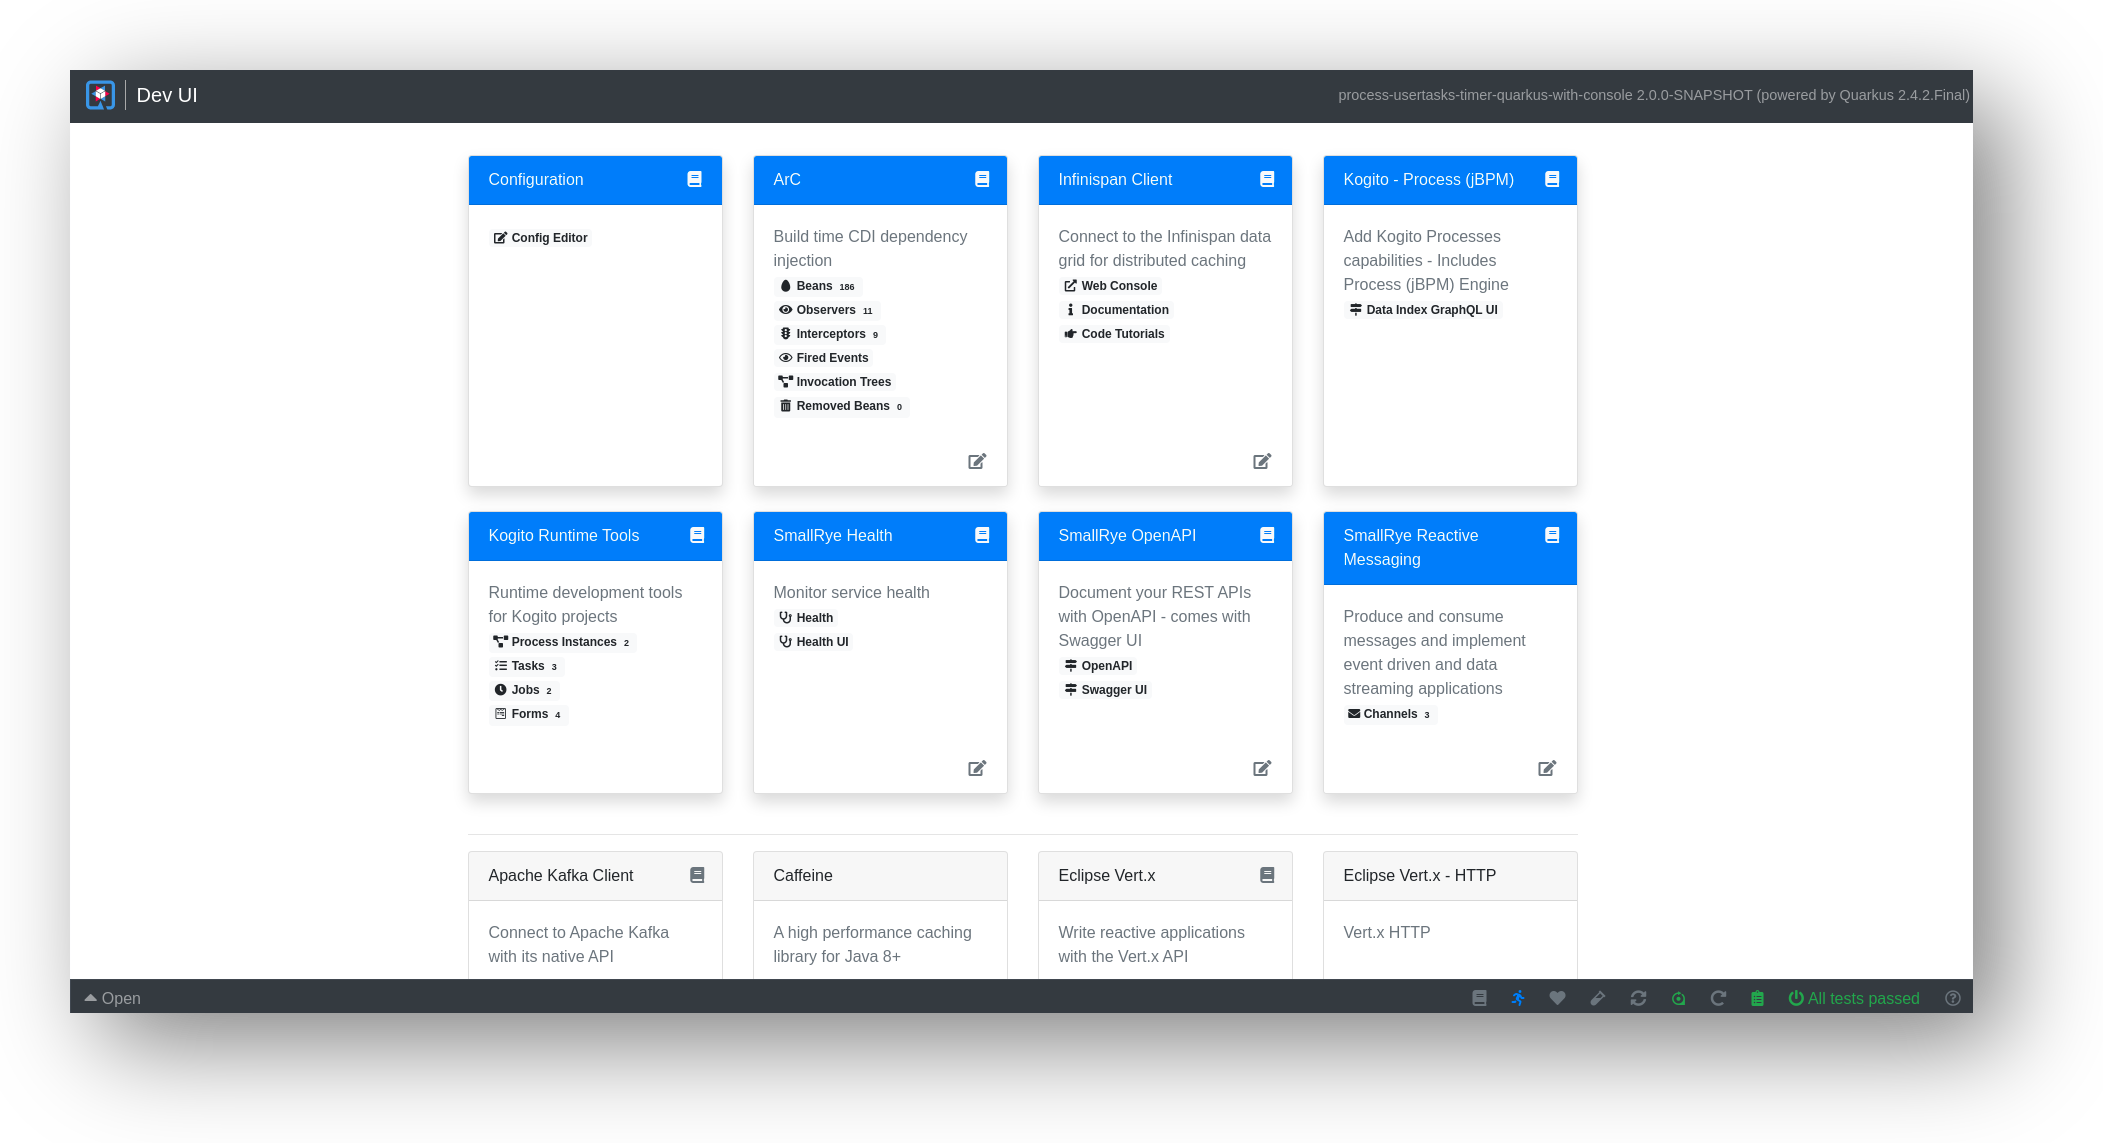 Dev UI
process-usertasks-timer-quarkus-with-console 2.0.0-SNAPSHOT (powered by Quarkus 2.4.2.Final)
Configuration
Config Editor
ArC
Build time CDI dependency
injection
Beans 186
Observers 11
Interceptors 9
Fired Events
Invocation Trees
Removed Beans 0
Infinispan Client
Connect to the Infinispan data
grid for distributed caching
Web Console
Documentation
Code Tutorials
Kogito - Process (jBPM)
Add Kogito Processes
capabilities - Includes
Process (jBPM) Engine
Data Index GraphQL UI
Kogito Runtime Tools
Runtime development tools
for Kogito projects
Process Instances 2
Tasks 3
Jobs 2
Forms 4
SmallRye Health
Monitor service health
Health
Health UI
SmallRye OpenAPI
Document your REST APIs
with OpenAPI - comes with
Swagger UI
OpenAPI
Swagger UI
SmallRye Reactive
Messaging
Produce and consume
messages and implement
event driven and data
streaming applications
Channels 3
Apache Kafka Client
Connect to Apache Kafka
with its native API
Caffeine
A high performance caching
library for Java 8+
Eclipse Vert.x
Write reactive applications
with the Vert.x API
Eclipse Vert.x - HTTP
Vert.x HTTP
Open
All tests passed